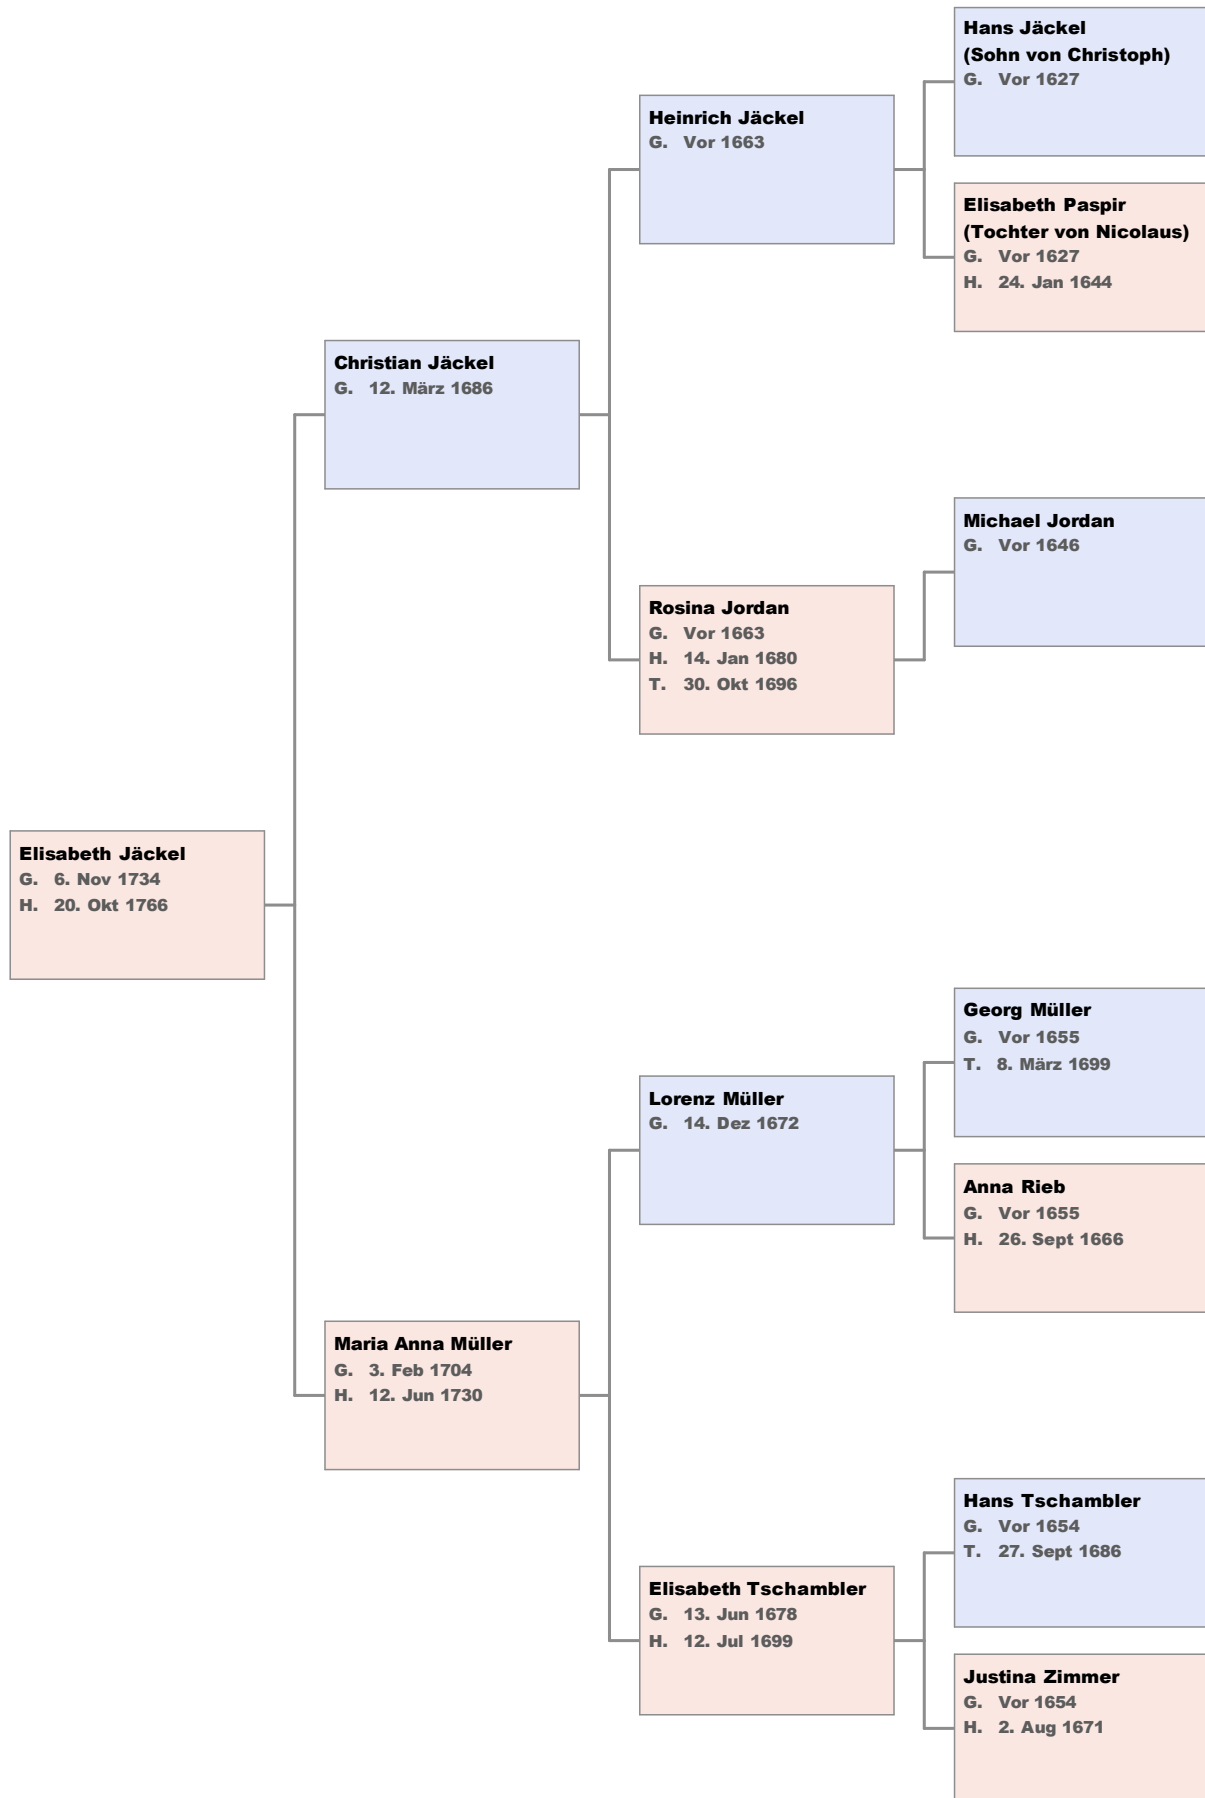 Hans Jäckel
(Sohn von Christoph)
G. Vor 1627
Heinrich Jäckel
G. Vor 1663
Elisabeth Paspir
(Tochter von Nicolaus)
G. Vor 1627
H. 24. Jan 1644
Christian Jäckel
G. 12. März 1686
Michael Jordan
G. Vor 1646
Rosina Jordan
G. Vor 1663
H. 14. Jan 1680
T. 30. Okt 1696
Elisabeth Jäckel
G. 6. Nov 1734
H. 20. Okt 1766
Georg Müller
G. Vor 1655
T. 8. März 1699
Lorenz Müller
G. 14. Dez 1672
Anna Rieb
G. Vor 1655
H. 26. Sept 1666
Maria Anna Müller
G. 3. Feb 1704
H. 12. Jun 1730
Hans Tschambler
G. Vor 1654
T. 27. Sept 1686
Elisabeth Tschambler
G. 13. Jun 1678
H. 12. Jul 1699
Justina Zimmer
G. Vor 1654
H. 2. Aug 1671